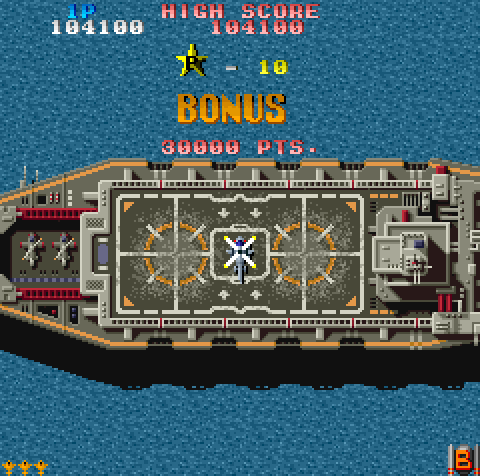 1P HIGH SCORE
104100 104100
R - 10
BONUS
30000 PTS.
B